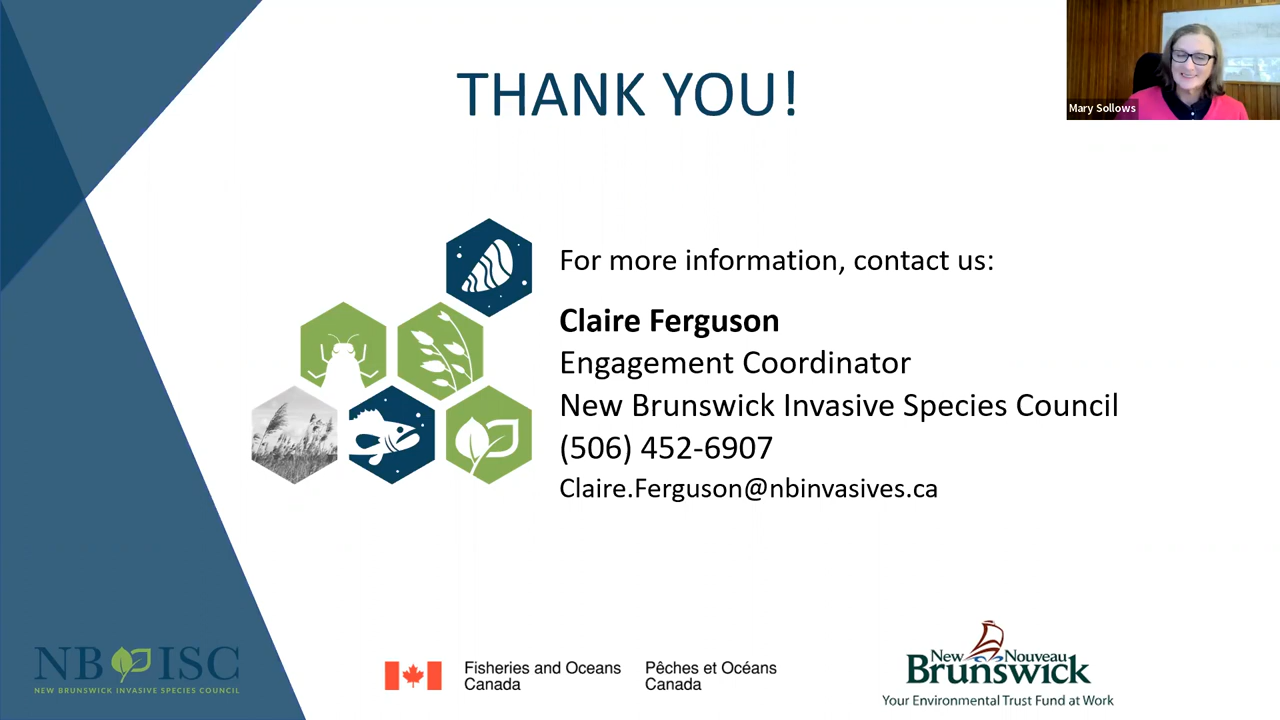 THANK YOU!
Mary Sollows
For more information, contact us:
Claire Ferguson
Engagement Coordinator
New Brunswick Invasive Species Council
(506) 452-6907
Claire.Ferguson@nbinvasives.ca
NB ISC
NEW BRUNSWICK INVASIVE SPECIES COUNCIL
Fisheries and Oceans
Canada
Pêches et Océans
Canada
New Nouveau
Brunswick
Your Environmental Trust Fund at Work